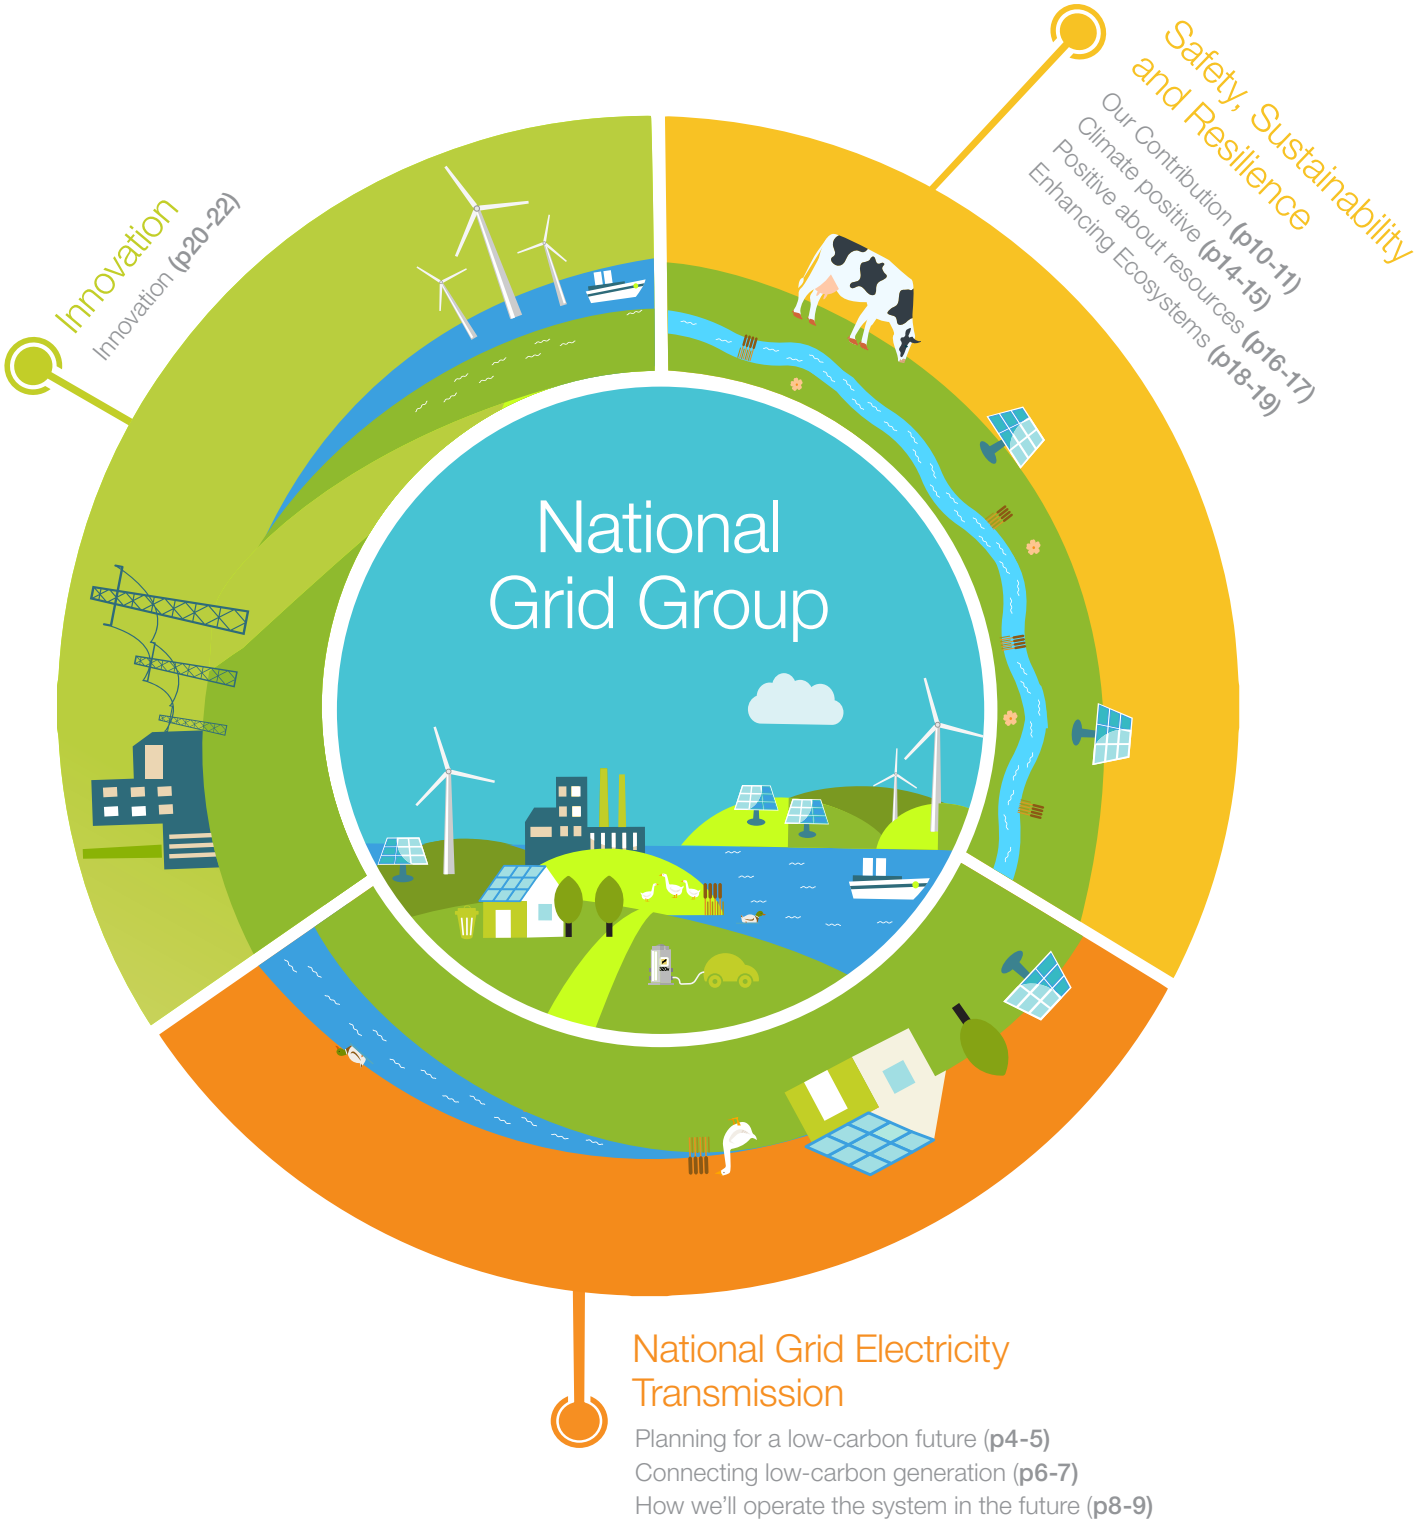 Safety, Sustainability
and Resilience
Our Contribution (p10-11)
Climate positive (p14-15)
Positive about resources (p16-17)
Enhancing Ecosystems (p18-19)
Innovation
Innovation (p20-22)
National
Grid Group
National Grid Electricity
Transmission
Planning for a low-carbon future (p4-5)
Connecting low-carbon generation (p6-7)
How we'll operate the system in the future (p8-9)